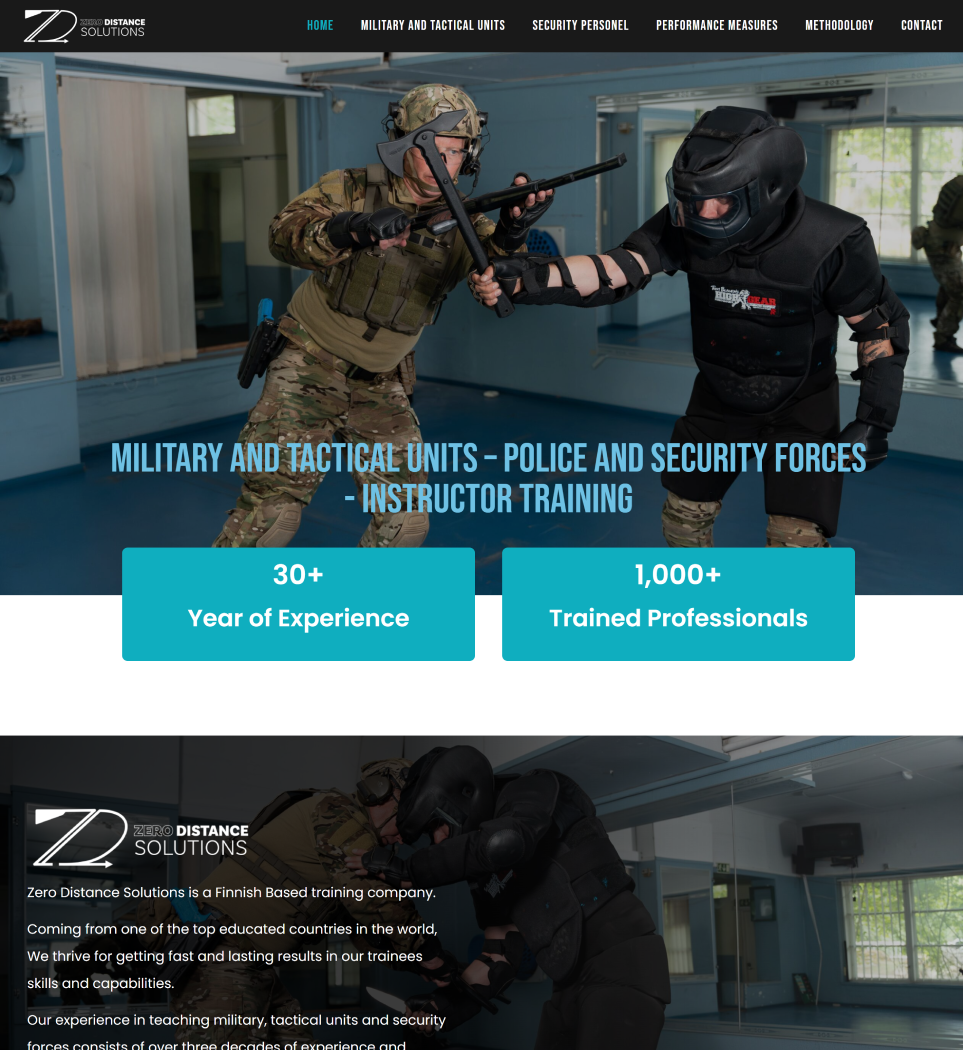 ZERO DISTANCE
SOLUTIONS
HOME
MILITARY AND TACTICAL UNITS
SECURITY PERSONEL
PERFORMANCE MEASURES
METHODOLOGY
CONTACT
HIGH GEAR
MILITARY AND TACTICAL UNITS – POLICE AND SECURITY FORCES
- INSTRUCTOR TRAINING
30+
Year of Experience
1,000+
Trained Professionals
ZERO DISTANCE
SOLUTIONS
Zero Distance Solutions is a Finnish Based training company.
Coming from one of the top educated countries in the world,
We thrive for getting fast and lasting results in our trainees
skills and capabilities.
Our experience in teaching military, tactical units and security
forces consists of over three decades of experience and